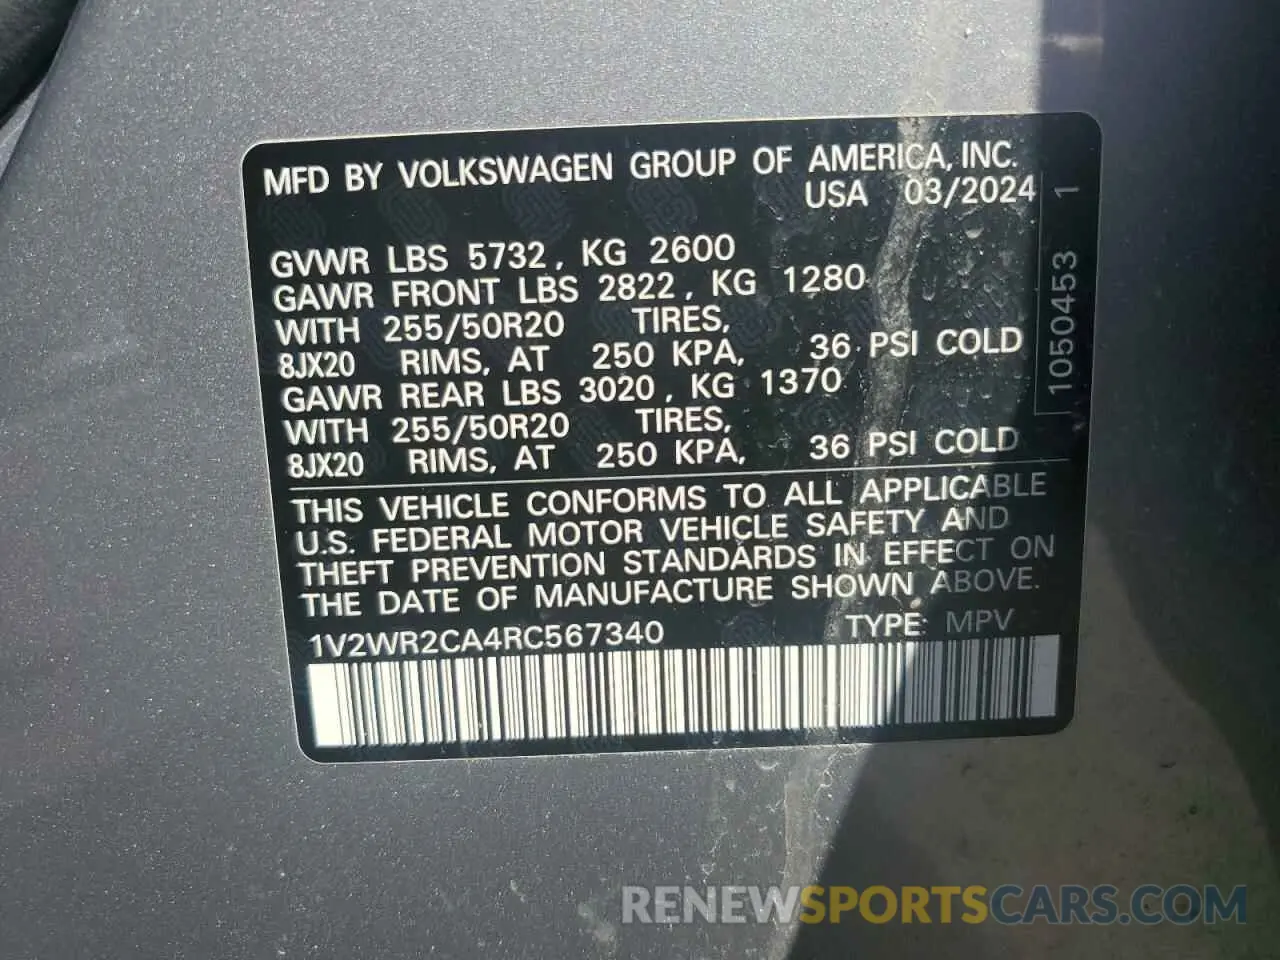 MFD BY VOLKSWAGEN GROUP OF AMERICA, INC.
USA 03/2024
GVWR LBS 5732, KG 2600
GAWR FRONT LBS 2822, KG 1280
WITH 255/50R20 TIRES,
8JX20 RIMS, AT 250 KPA, 36 PSI COLD
GAWR REAR LBS 3020, KG 1370
WITH 255/50R20 TIRES,
8JX20 RIMS, AT 250 KPA, 36 PSI COLD
1050453 1
THIS VEHICLE CONFORMS TO ALL APPLICABLE
U.S. FEDERAL MOTOR VEHICLE SAFETY AND
THEFT PREVENTION STANDARDS IN EFFECT ON
THE DATE OF MANUFACTURE SHOWN ABOVE.
1V2WR2CA4RC567340 TYPE: MPV
RENEWSPORTSCARS.COM